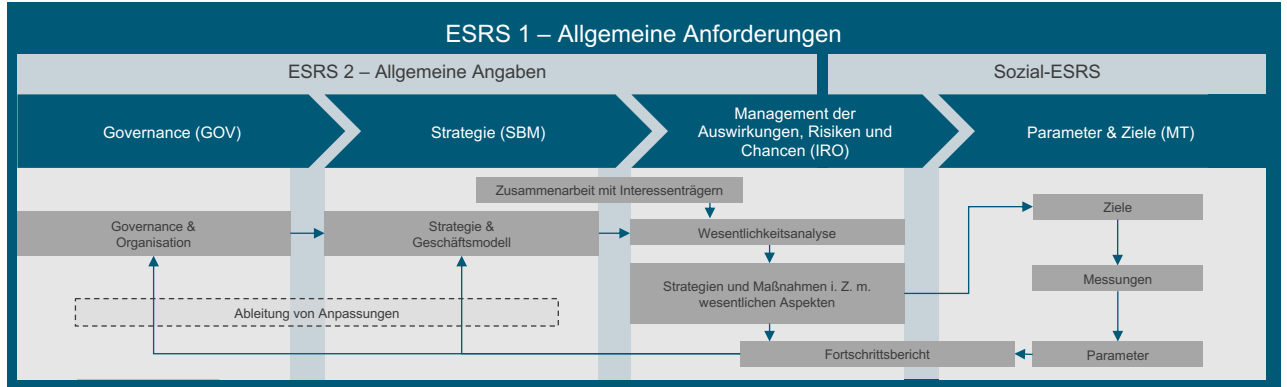 ESRS 1 – Allgemeine Anforderungen
ESRS 2 – Allgemeine Angaben
Sozial-ESRS
Governance (GOV)
Strategie (SBM)
Management der
Auswirkungen, Risiken und
Chancen (IRO)
Parameter & Ziele (MT)
Zusammenarbeit mit Interessenträgern
Governance &
Organisation
Strategie &
Geschäftsmodell
Wesentlichkeitsanalyse
Ziele
Strategien und Maßnahmen i. Z. m.
wesentlichen Aspekten
Messungen
Ableitung von Anpassungen
Fortschrittsbericht
Parameter